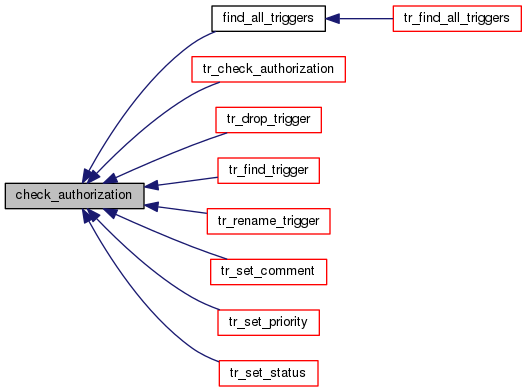 find_all_triggers
tr_find_all_triggers
tr_check_authorization
tr_drop_trigger
tr_find_trigger
check_authorization
tr_rename_trigger
tr_set_comment
tr_set_priority
tr_set_status